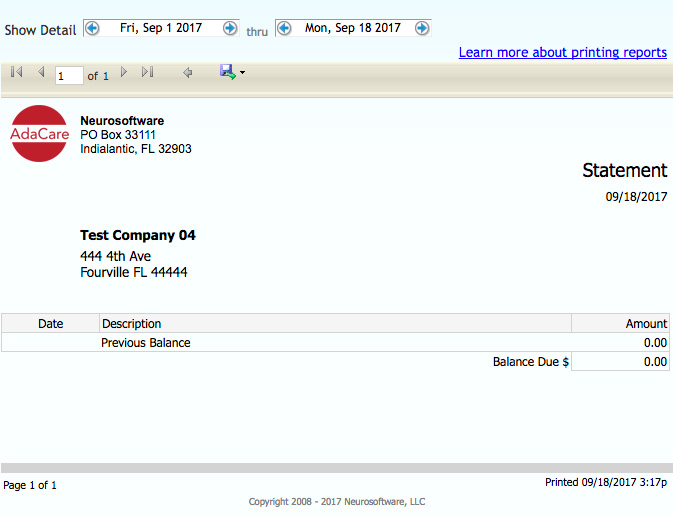 Show Detail Fri, Sep 1 2017 thru Mon, Sep 18 2017
Learn more about printing reports
1 of 1
AdaCare
Neurosoftware
PO Box 33111
Indialantic, FL 32903
Statement
09/18/2017
Test Company 04
444 4th Ave
Fourville FL 44444
Date Description Amount
Previous Balance 0.00
Balance Due $ 0.00
Page 1 of 1 Printed 09/18/2017 3:17p
Copyright 2008 - 2017 Neurosoftware, LLC